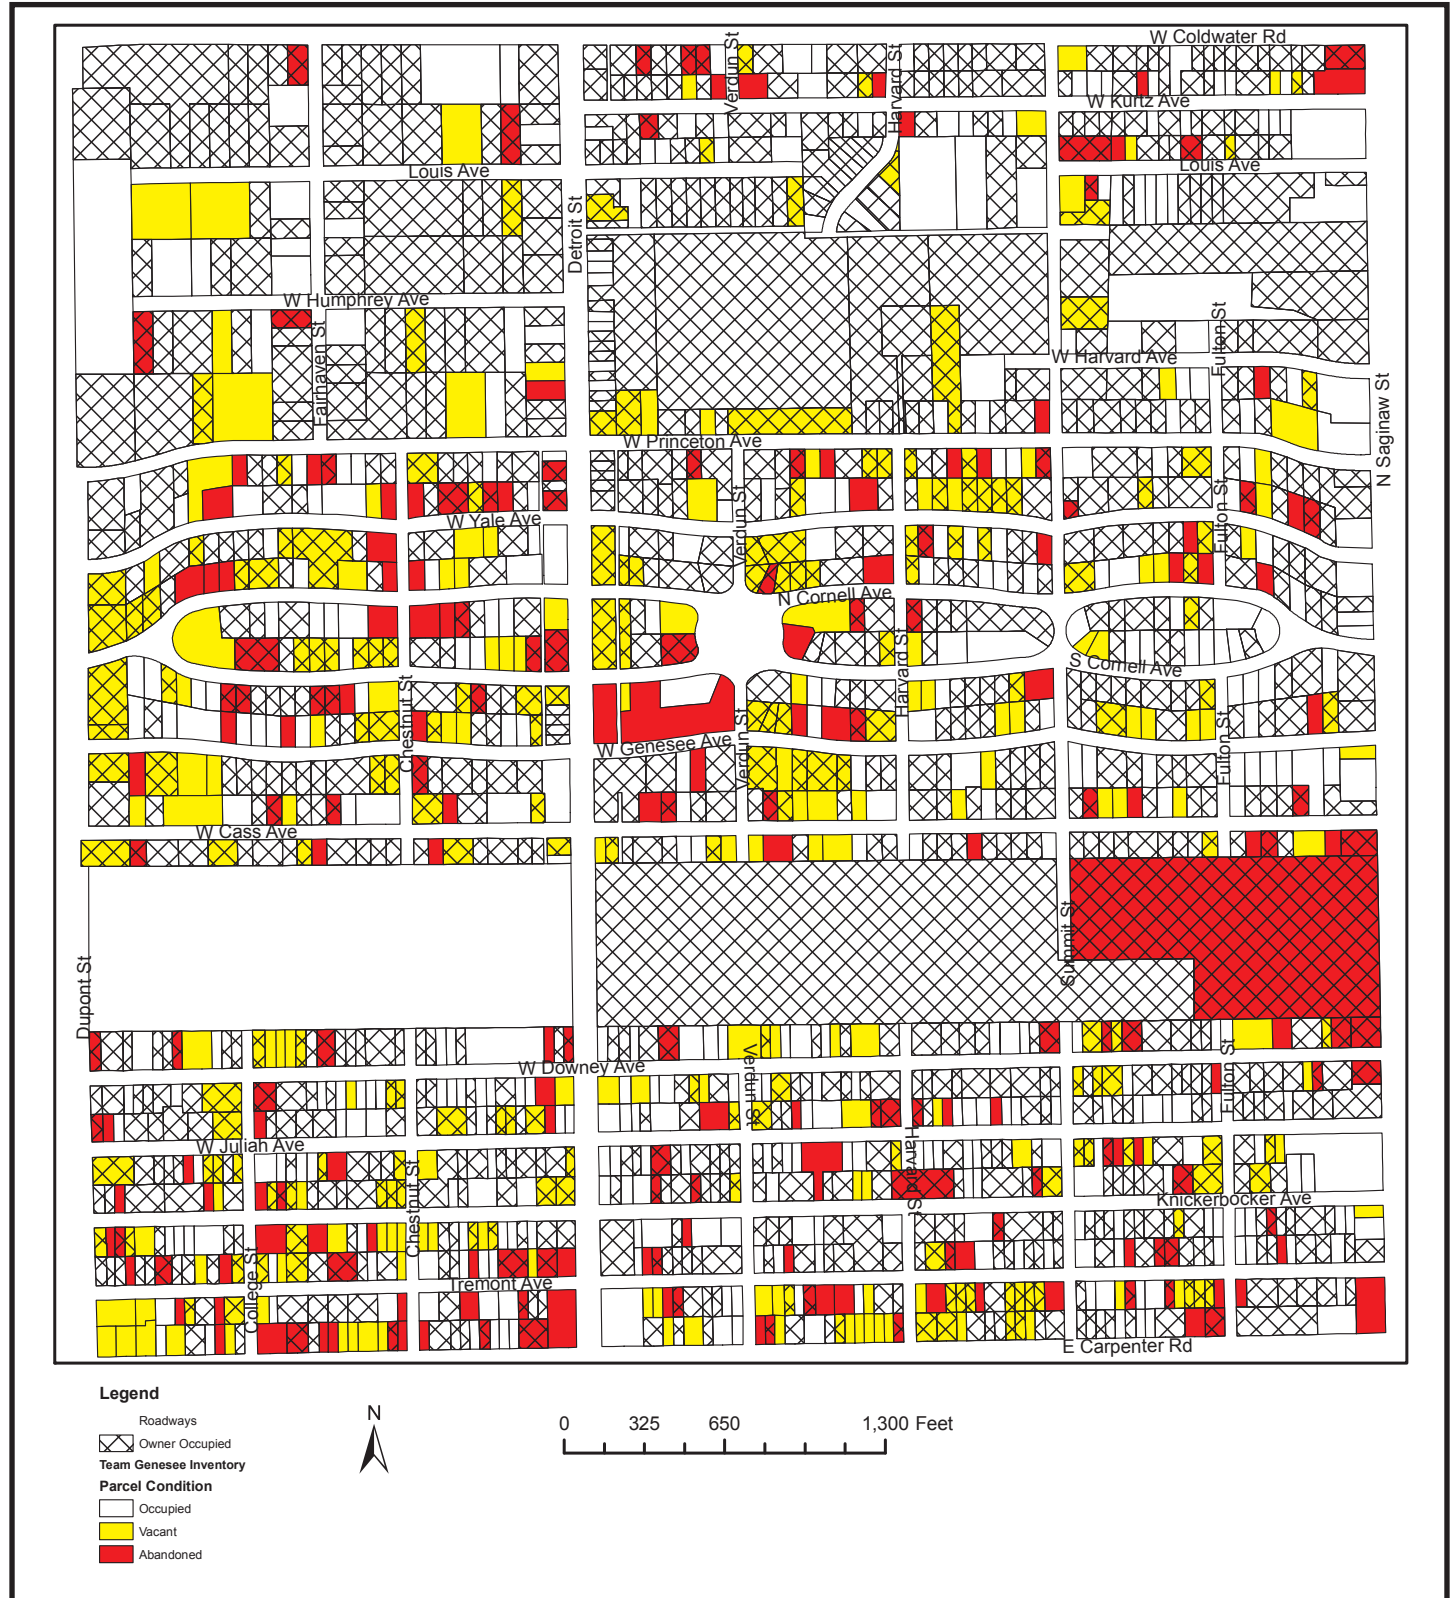 W Coldwater Rd
Verdun St
Harvard St
W Kurtz Ave
Louis Ave
Louis Ave
Detroit St
W Humphrey Ave
Fairhaven St
Fulton St
W Harvard Ave
N Saginaw St
W Princeton Ave
W Yale Ave
Verdun St
Fulton St
N Cornell Ave
Harvard St
S Cornell Ave
Chestnut St
W Genesee Ave
Verdun St
Fulton St
W Cass Ave
Summit St
Dupont St
W Downey Ave
Verdun St
Fulton St
W Juliah Ave
Chestnut St
Harvard St
Knickerbocker Ave
College St
Tremont Ave
E Carpenter Rd
Legend
Roadways
Owner Occupied
Team Genesee Inventory
Parcel Condition
Occupied
Vacant
Abandoned
N
0 325 650 1,300 Feet